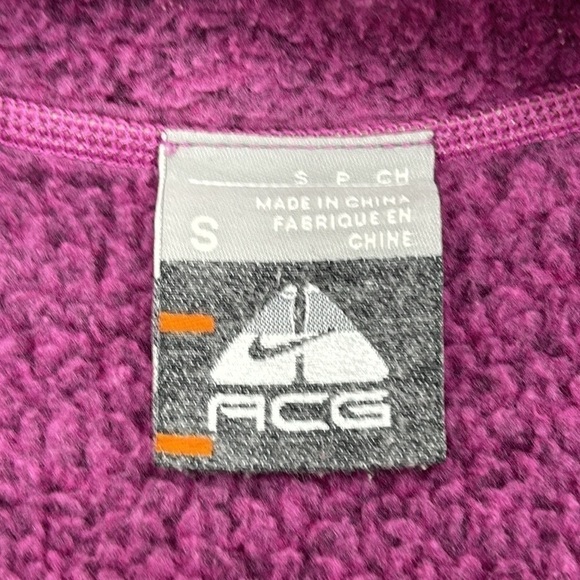 S P CH
MADE IN CHINA
FABRIQUE EN
CHINE
S
ACG